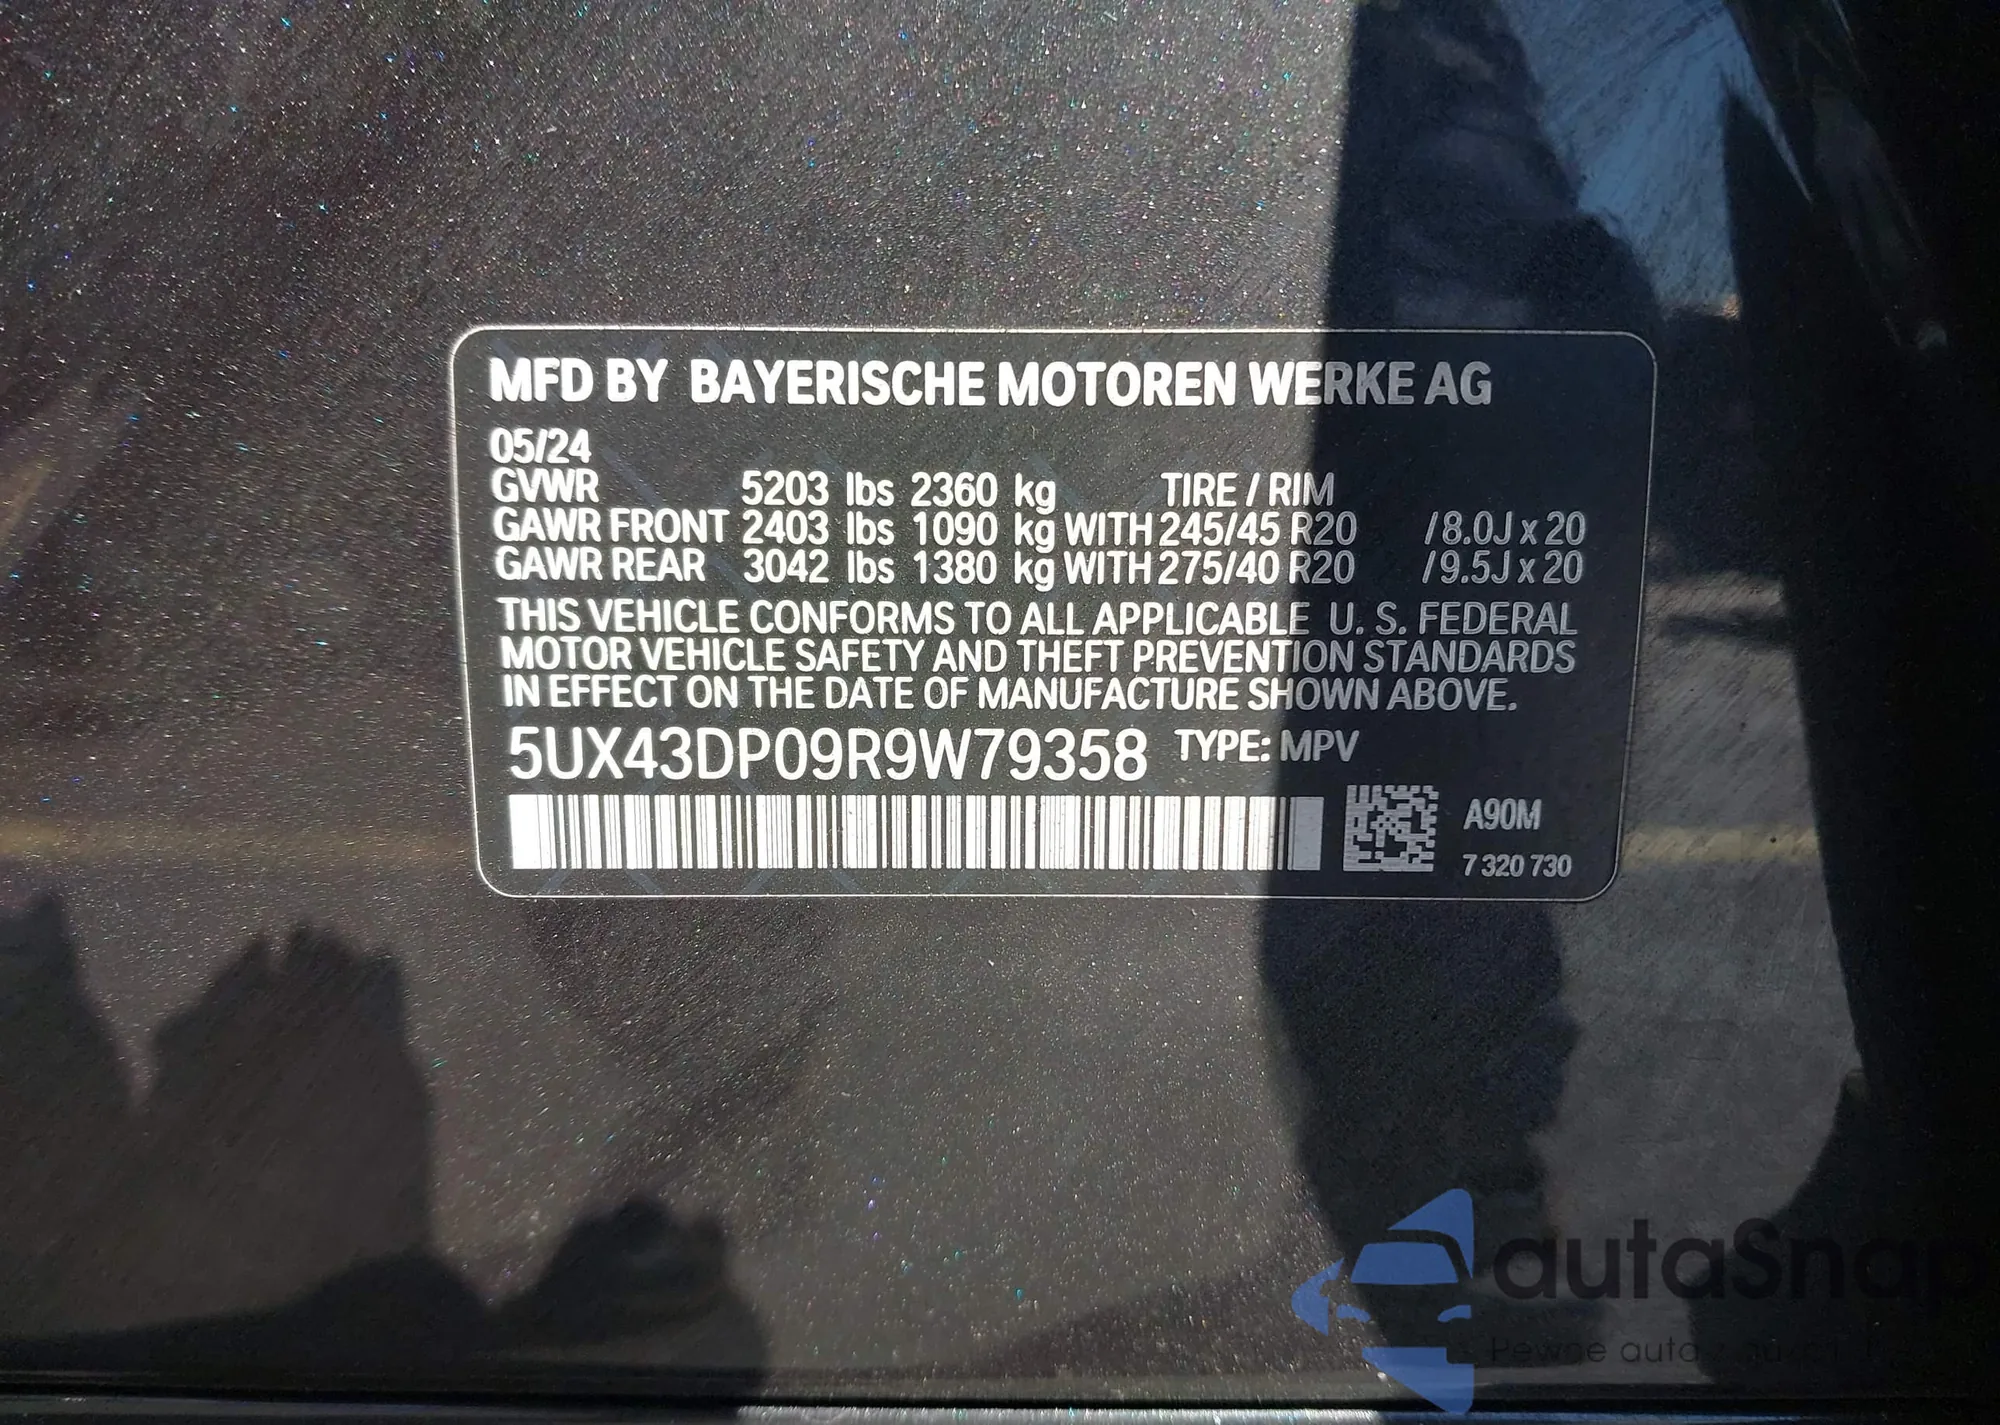 MFD BY BAYERISCHE MOTOREN WERKE AG
05/24
GVWR 5203 lbs 2360 kg TIRE / RIM
GAWR FRONT 2403 lbs 1090 kg WITH 245/45 R20 /8.0J x 20
GAWR REAR 3042 lbs 1380 kg WITH 275/40 R20 /9.5J x 20
THIS VEHICLE CONFORMS TO ALL APPLICABLE U. S. FEDERAL
MOTOR VEHICLE SAFETY AND THEFT PREVENTION STANDARDS
IN EFFECT ON THE DATE OF MANUFACTURE SHOWN ABOVE.
5UX43DP09R9W79358 TYPE: MPV
A90M
7 320 730
autaSnap
Pewne auta z